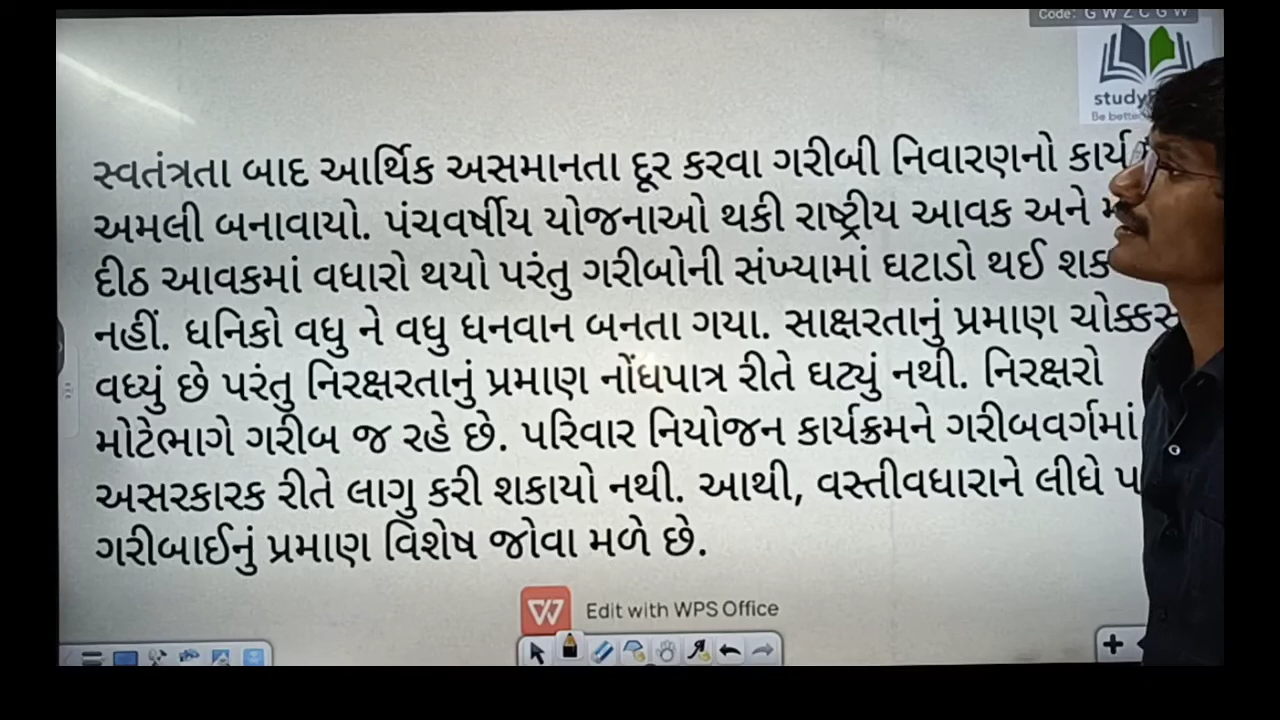 Code: G W Z C G W
study
Be bette
સ્વતંત્રતા બાદ આર્થિક અસમાનતા દૂર કરવા ગરીબી નિવારણનો કાર્ય
અમલી બનાવાયો. પંચવર્ષીય યોજનાઓ થકી રાષ્ટ્રીય આવક અને
દીઠ આવકમાં વધારો થયો પરંતુ ગરીબોની સંખ્યામાં ઘટાડો થઈ શક
નહીં. ધનિકો વધુ ને વધુ ધનવાન બનતા ગયા. સાક્ષરતાનું પ્રમાણ ચોક્કસ
વધ્યું છે પરંતુ નિરક્ષરતાનું પ્રમાણ નોંધપાત્ર રીતે ઘટ્યું નથી. નિરક્ષરો
મોટેભાગે ગરીબ જ રહે છે. પરિવાર નિયોજન કાર્યક્રમને ગરીબવર્ગમાં
અસરકારક રીતે લાગુ કરી શકાયો નથી. આથી, વસ્તીવધારાને લીધે પ
ગરીબાઈનું પ્રમાણ વિશેષ જોવા મળે છે.
Edit with WPS Office